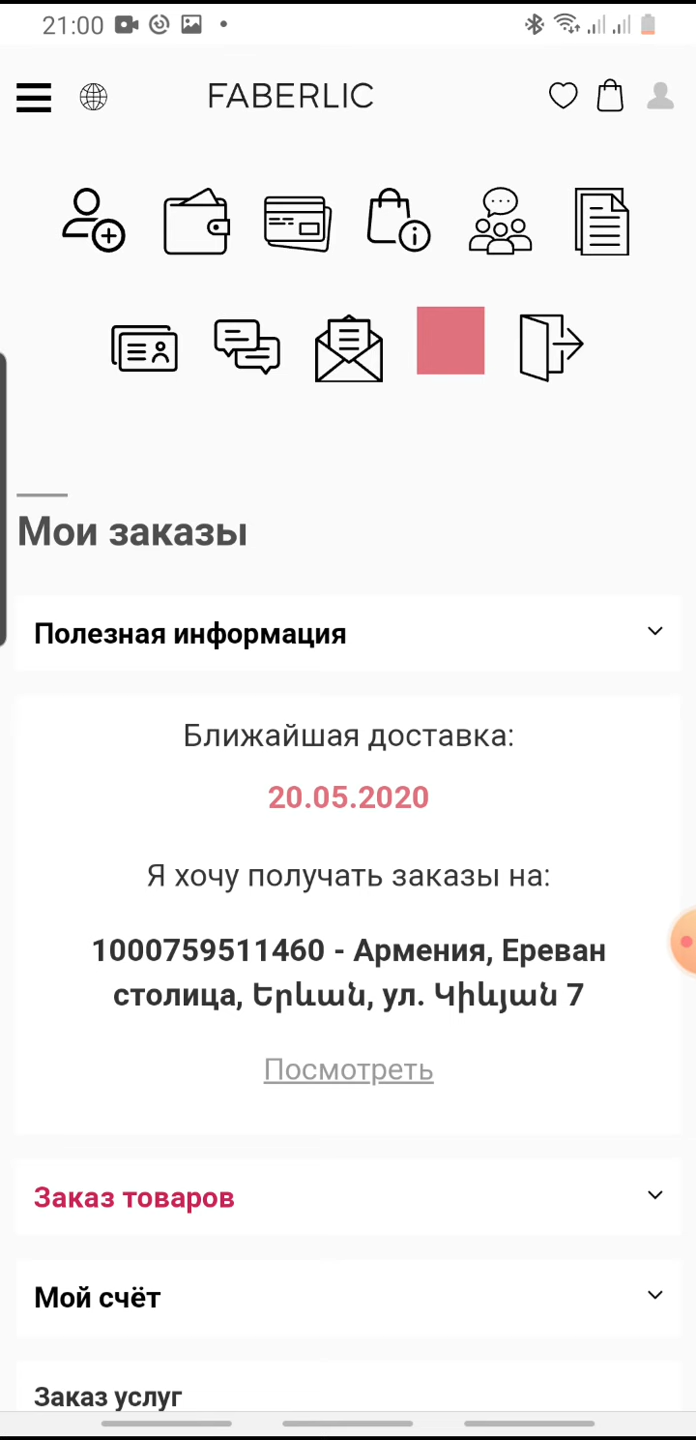 21:00
FABERLIC
Мои заказы
Полезная информация
Ближайшая доставка:
20.05.2020
Я хочу получать заказы на:
1000759511460 - Армения, Ереван
столица, Երևան, ул. Կիևյան 7
Посмотреть
Заказ товаров
Мой счёт
Заказ услуг